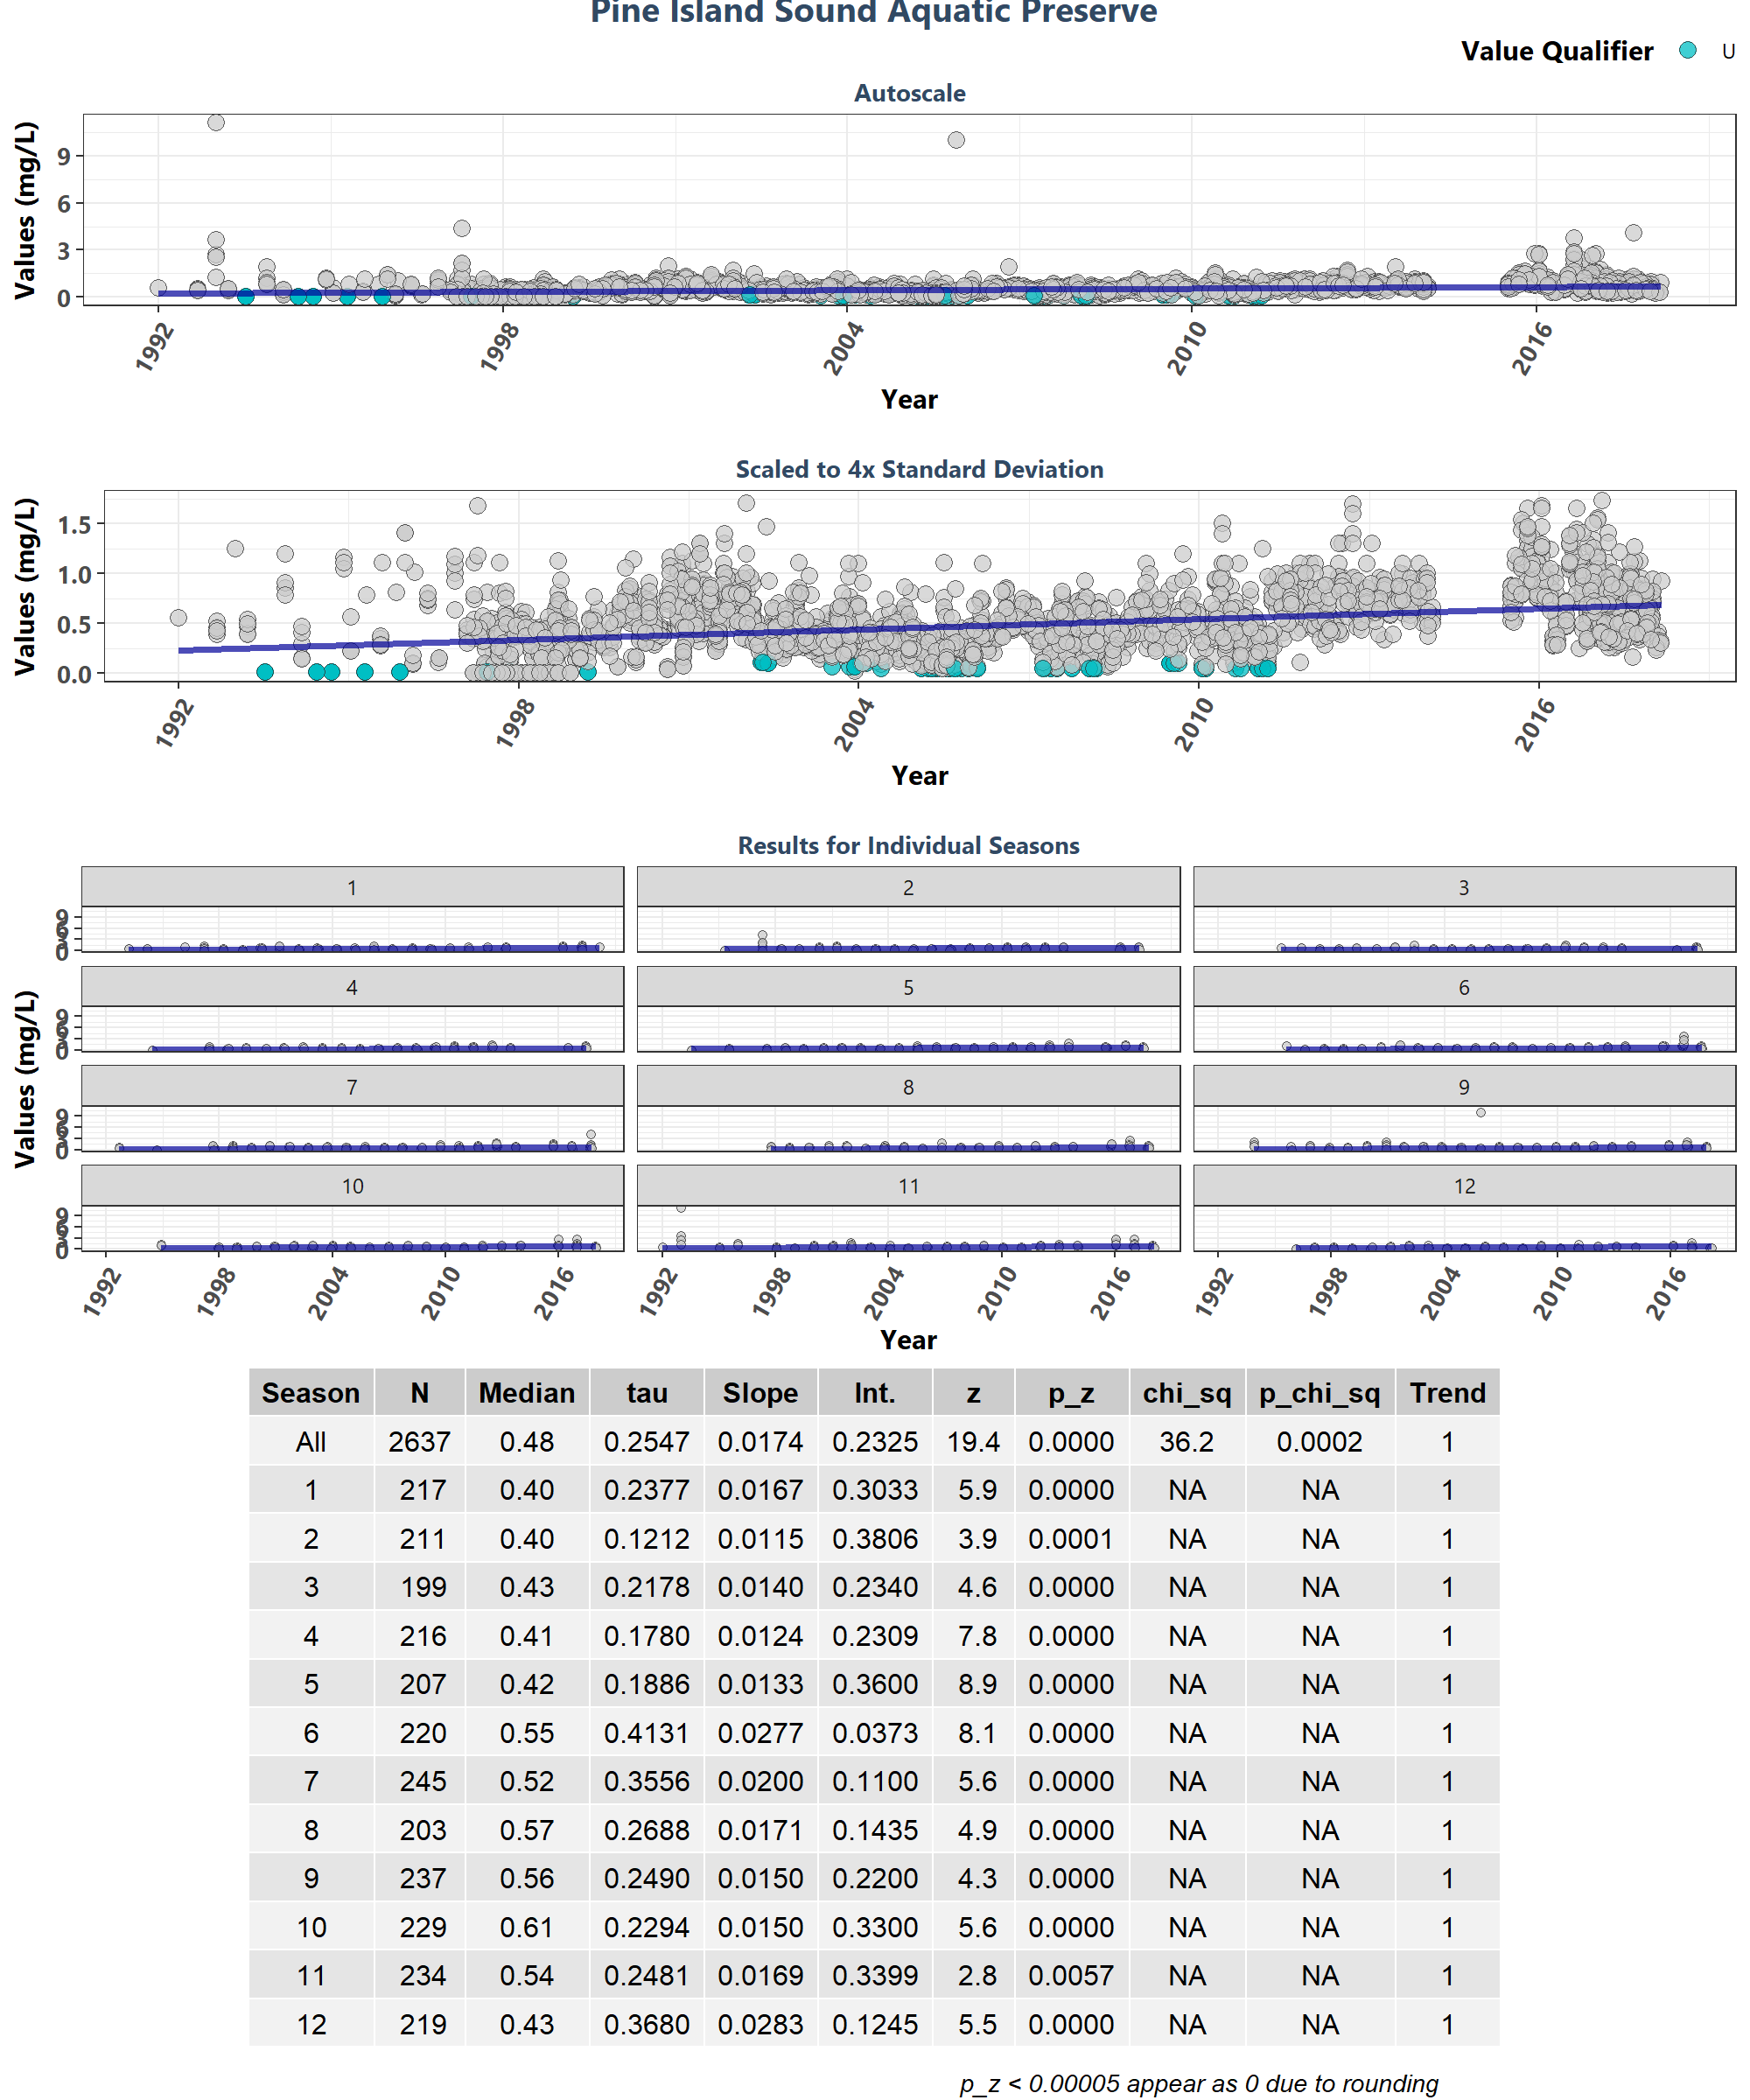 Pine Island Sound Aquatic Preserve
Value Qualifier U
Autoscale
Values (mg/L)
9
6
3
0
1992 1998 2004 2010 2016
Year
Scaled to 4x Standard Deviation
Values (mg/L)
1.5
1.0
0.5
0.0
1992 1998 2004 2010 2016
Year
Results for Individual Seasons
Values (mg/L)
1 2 3
9
6
3
0
4 5 6
9
6
3
0
7 8 9
9
6
3
0
10 11 12
9
6
3
0
1992 1998 2004 2010 2016 1992 1998 2004 2010 2016 1992 1998 2004 2010 2016
Year
Season N Median tau Slope Int. z p_z chi_sq p_chi_sq Trend
All 2637 0.48 0.2547 0.0174 0.2325 19.4 0.0000 36.2 0.0002 1
1 217 0.40 0.2377 0.0167 0.3033 5.9 0.0000 NA NA 1
2 211 0.40 0.1212 0.0115 0.3806 3.9 0.0001 NA NA 1
3 199 0.43 0.2178 0.0140 0.2340 4.6 0.0000 NA NA 1
4 216 0.41 0.1780 0.0124 0.2309 7.8 0.0000 NA NA 1
5 207 0.42 0.1886 0.0133 0.3600 8.9 0.0000 NA NA 1
6 220 0.55 0.4131 0.0277 0.0373 8.1 0.0000 NA NA 1
7 245 0.52 0.3556 0.0200 0.1100 5.6 0.0000 NA NA 1
8 203 0.57 0.2688 0.0171 0.1435 4.9 0.0000 NA NA 1
9 237 0.56 0.2490 0.0150 0.2200 4.3 0.0000 NA NA 1
10 229 0.61 0.2294 0.0150 0.3300 5.6 0.0000 NA NA 1
11 234 0.54 0.2481 0.0169 0.3399 2.8 0.0057 NA NA 1
12 219 0.43 0.3680 0.0283 0.1245 5.5 0.0000 NA NA 1
p_z < 0.00005 appear as 0 due to rounding